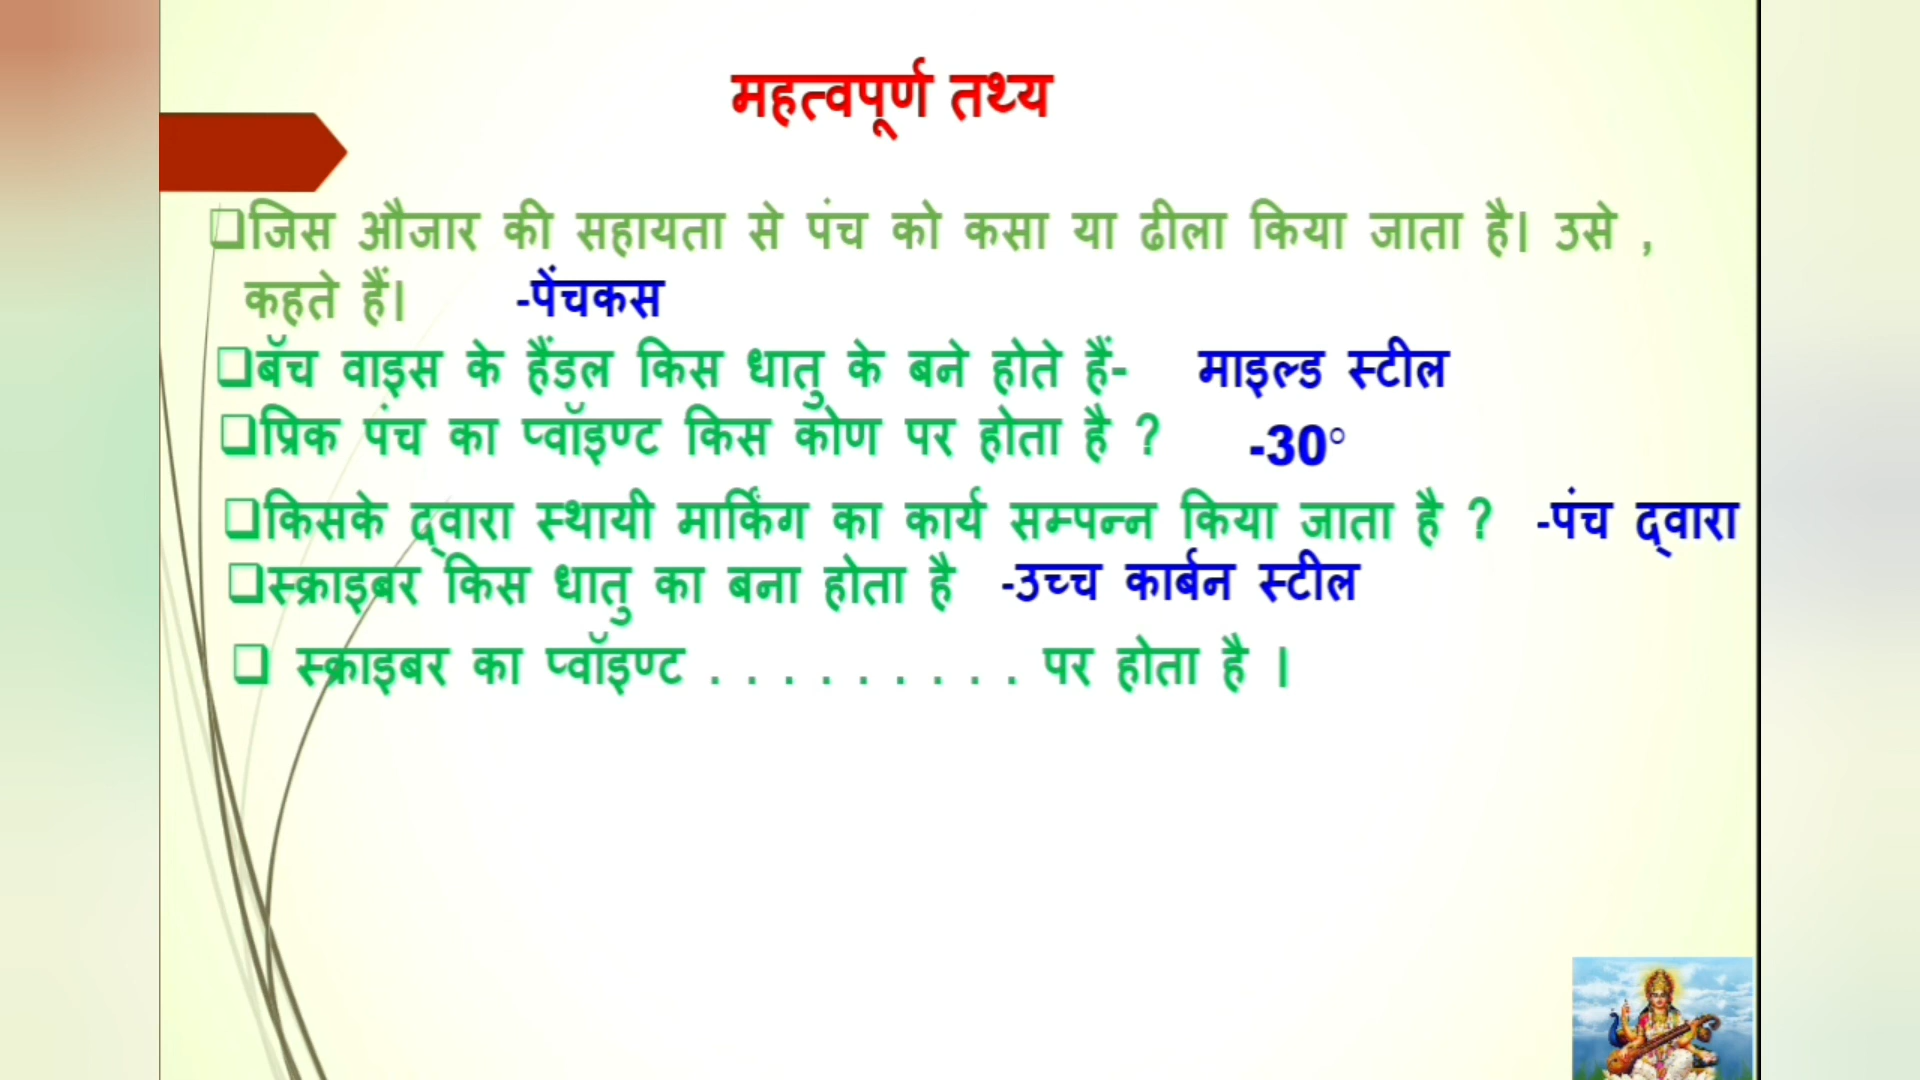 महत्वपूर्ण तथ्य
❑जिस औजार की सहायता से पंच को कसा या ढीला किया जाता है। उसे ,
कहते हैं। -पेंचकस
❑बॅच वाइस के हैंडल किस धातु के बने होते हैं- माइल्ड स्टील
❑प्रिक पंच का प्वॉइण्ट किस कोण पर होता है ? -30°
❑किसके द्वारा स्थायी मार्किंग का कार्य सम्पन्न किया जाता है ? -पंच द्वारा
❑स्क्राइबर किस धातु का बना होता है -उच्च कार्बन स्टील
❑ स्क्राइबर का प्वॉइण्ट . . . . . . . . . पर होता है ।